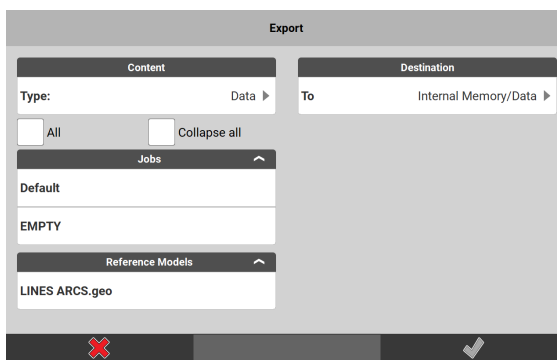 Export
Content
Type: Data
All Collapse all
Jobs
Default
EMPTY
Reference Models
LINES ARCS.geo
Destination
To Internal Memory/Data